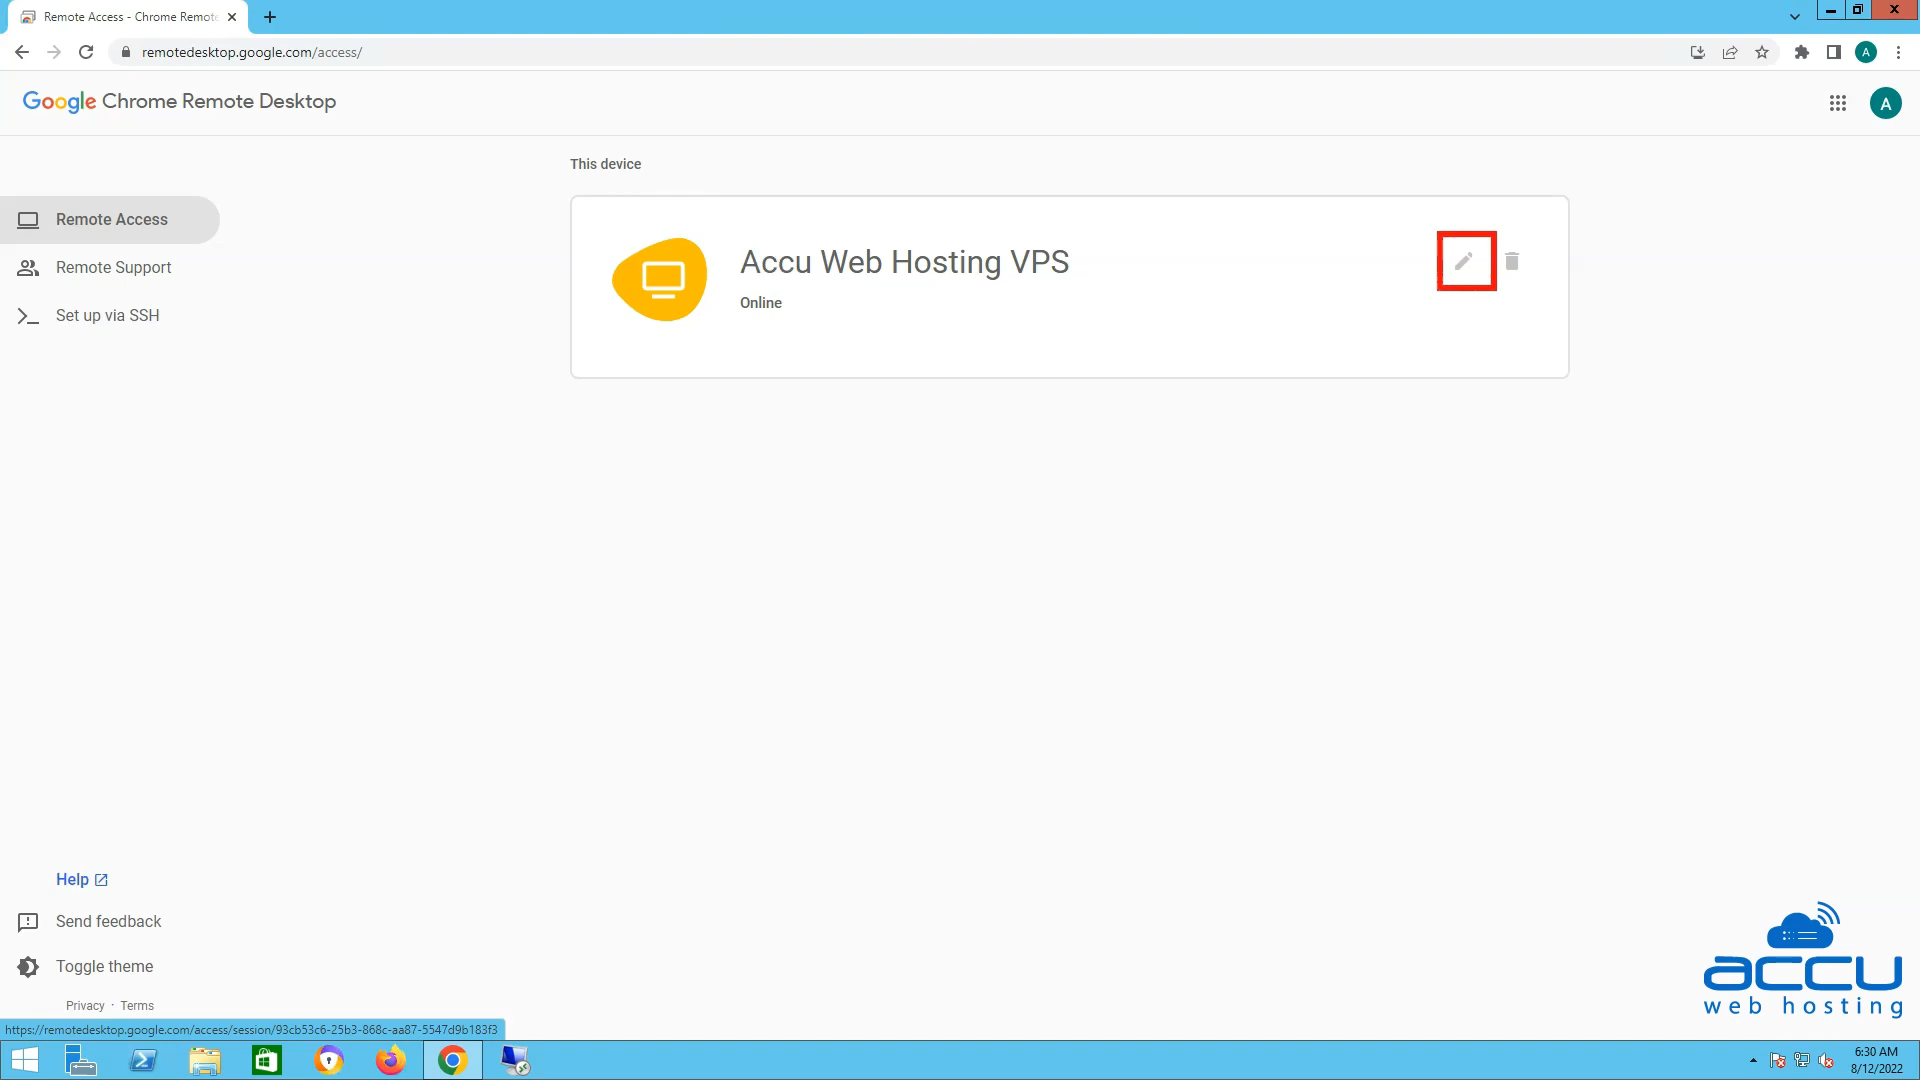 Remote Access - Chrome Remote
remotedesktop.google.com/access/
A
Google Chrome Remote Desktop
A
This device
Remote Access
Remote Support
Set up via SSH
Accu Web Hosting VPS
Online
Help
Send feedback
Toggle theme
Privacy · Terms
accu
web hosting
https://remotedesktop.google.com/access/session/93cb53c6-25b3-868c-aa87-5547d9b183f3
6:30 AM
8/12/2022